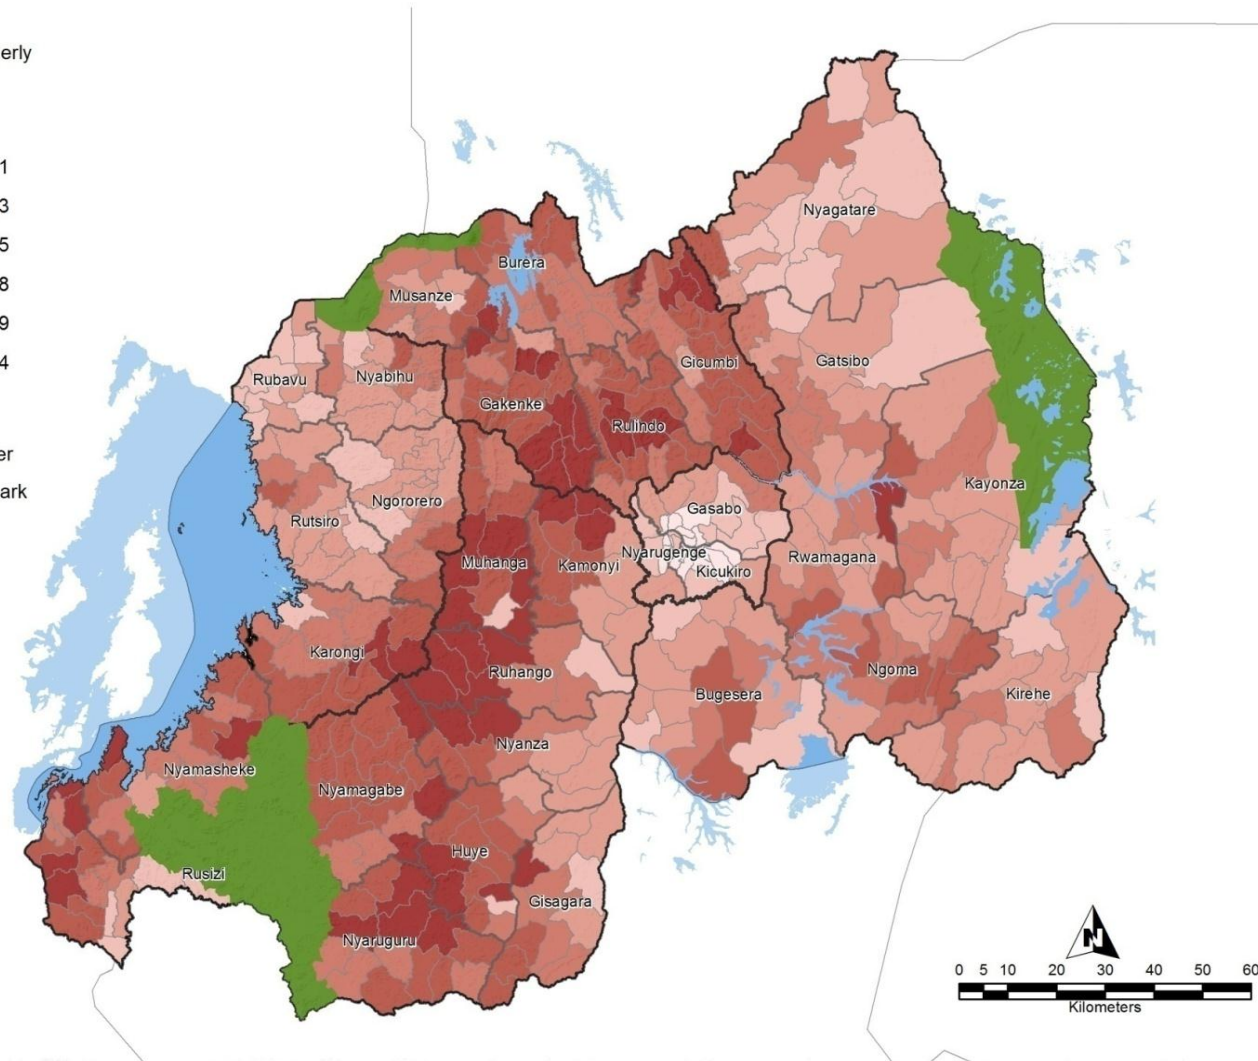 erly
1
3
5
8
9
4
er
ark
Nyagatare
Burera
Musanze
Gicumbi
Gatsibo
Rubavu
Nyabihu
Gakenke
Rulindo
Kayonza
Ngororero
Gasabo
Rutsiro
Nyarugenge
Muhanga
Kamonyi
Kicukiro
Rwamagana
Karongi
Ruhango
Ngoma
Bugesera
Kirehe
Nyanza
Nyamasheke
Nyamagabe
Huye
Rusizi
Gisagara
Nyaruguru
N
0 5 10 20 30 40 50 60
Kilometers